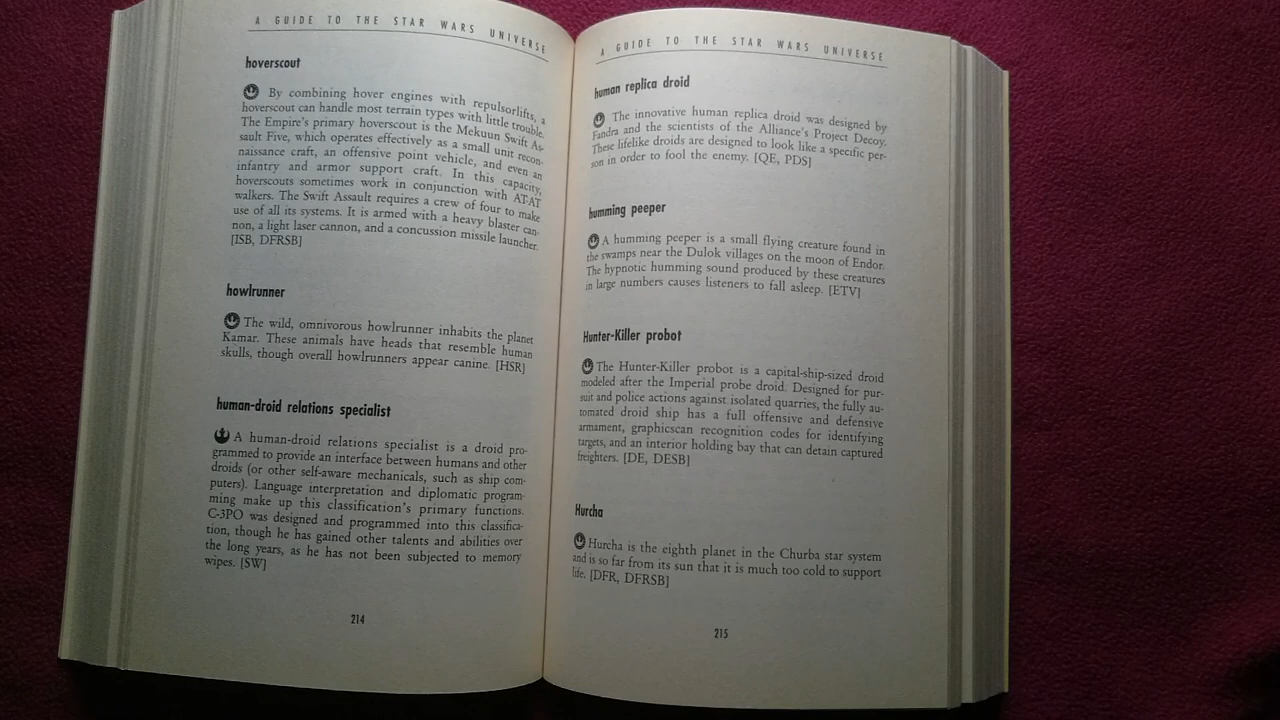 A GUIDE TO THE STAR WARS UNIVERSE
hoverscout
By combining hover engines with repulsorlifts, a
hoverscout can handle most terrain types with little trouble.
The Empire's primary hoverscout is the Mekuun Swift As-
sault Five, which operates effectively as a small unit recon-
naissance craft, an offensive point vehicle, and even an
infantry and armor support craft. In this capacity,
hoverscouts sometimes work in conjunction with AT-AT
walkers. The Swift Assault requires a crew of four to make
use of all its systems. It is armed with a heavy blaster can-
non, a light laser cannon, and a concussion missile launcher.
[ISB, DFRSB]
howlrunner
The wild, omnivorous howlrunner inhabits the planet
Kamar. These animals have heads that resemble human
skulls, though overall howlrunners appear canine. [HSR]
human-droid relations specialist
A human-droid relations specialist is a droid pro-
grammed to provide an interface between humans and other
droids (or other self-aware mechanicals, such as ship com-
puters). Language interpretation and diplomatic program-
ming make up this classification's primary functions.
C-3PO was designed and programmed into this classifica-
tion, though he has gained other talents and abilities over
the long years, as he has not been subjected to memory
wipes. [SW]
214
A GUIDE TO THE STAR WARS UNIVERSE
human replica droid
The innovative human replica droid was designed by
Fandra and the scientists of the Alliance's Project Decoy.
These lifelike droids are designed to look like a specific per-
son in order to fool the enemy. [QE, PDS]
humming peeper
A humming peeper is a small flying creature found in
the swamps near the Dulok villages on the moon of Endor.
The hypnotic humming sound produced by these creatures
in large numbers causes listeners to fall asleep. [ETV]
Hunter-Killer probot
The Hunter-Killer probot is a capital-ship-sized droid
modeled after the Imperial probe droid. Designed for pur-
suit and police actions against isolated quarries, the fully au-
tomated droid ship has a full offensive and defensive
armament, graphicscan recognition codes for identifying
targets, and an interior holding bay that can detain captured
freighters. [DE, DESB]
Hurcha
Hurcha is the eighth planet in the Churba star system
and is so far from its sun that it is much too cold to support
life. [DFR, DFRSB]
215